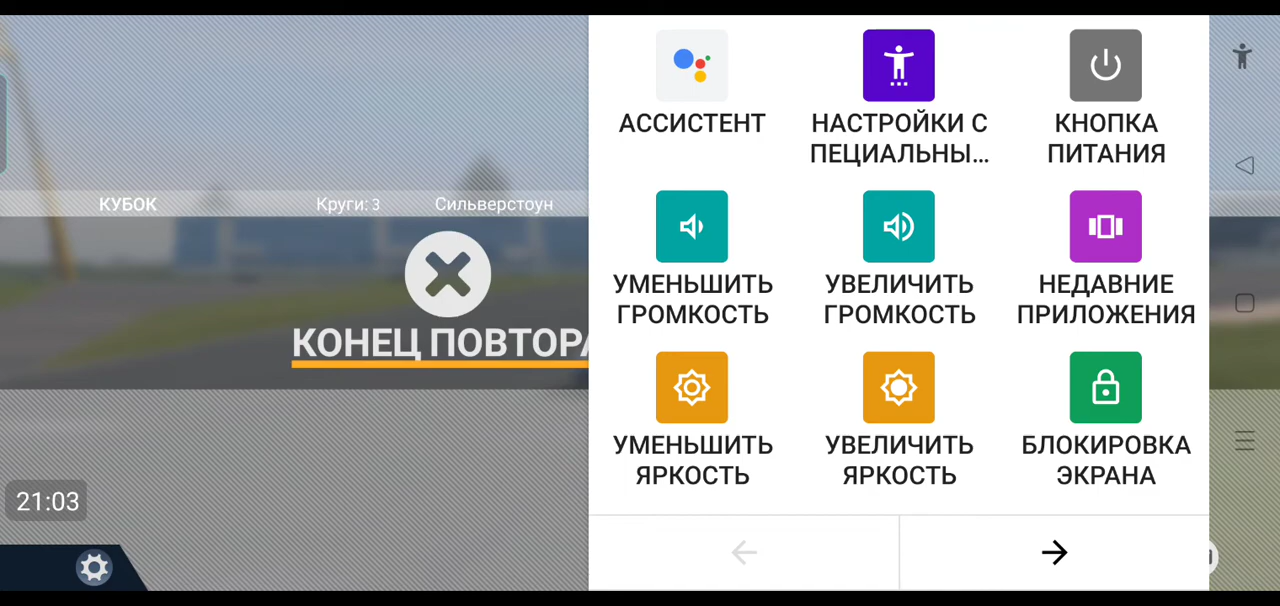 АССИСТЕНТ
НАСТРОЙКИ С
ПЕЦИАЛЬНЫ...
КНОПКА
ПИТАНИЯ
КУБОК
Круги: 3
Сильверстоун
УМЕНЬШИТЬ
ГРОМКОСТЬ
УВЕЛИЧИТЬ
ГРОМКОСТЬ
НЕДАВНИЕ
ПРИЛОЖЕНИЯ
КОНЕЦ ПОВТОРА
УМЕНЬШИТЬ
ЯРКОСТЬ
УВЕЛИЧИТЬ
ЯРКОСТЬ
БЛОКИРОВКА
ЭКРАНА
21:03